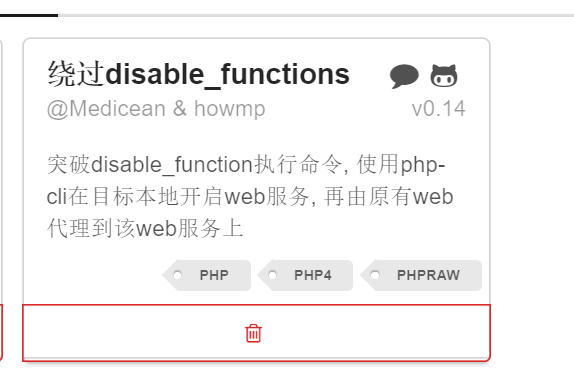 绕过disable_functions
@Medicean & howmp v0.14
突破disable_function执行命令, 使用php-
cli在目标本地开启web服务, 再由原有web
代理到该web服务上
PHP PHP4 PHPRAW